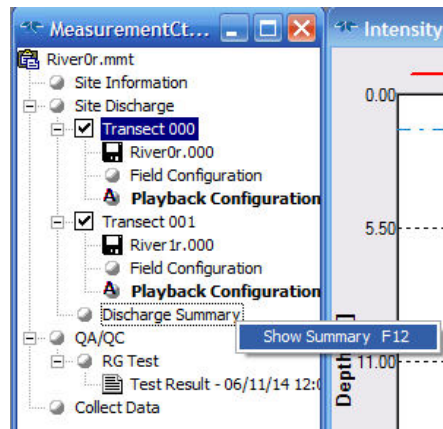 MeasurementCt...
Intensity
River0r.mmt
Site Information
Site Discharge
Transect 000
River0r.000
Field Configuration
Playback Configuration
Transect 001
River1r.000
Field Configuration
Playback Configuration
Discharge Summary
Show Summary F12
QA/QC
RG Test
Test Result - 06/11/14 12:
Collect Data
0.00
5.50
11.00
Depth